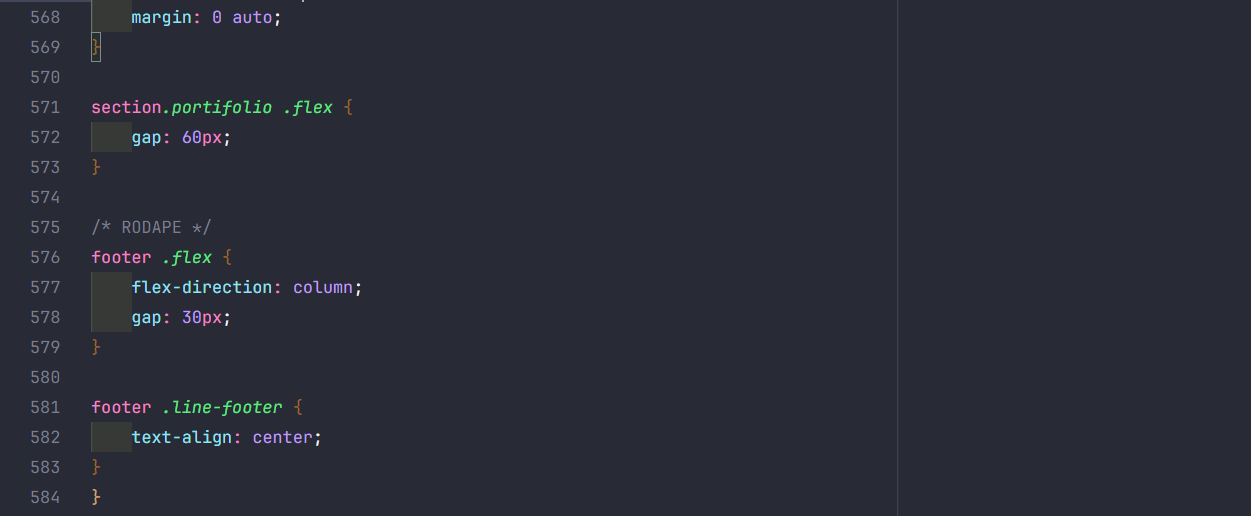 568 margin: 0 auto;
569 }
570
571 section.portifolio .flex {
572 gap: 60px;
573 }
574
575 /* RODAPE */
576 footer .flex {
577 flex-direction: column;
578 gap: 30px;
579 }
580
581 footer .line-footer {
582 text-align: center;
583 }
584 }